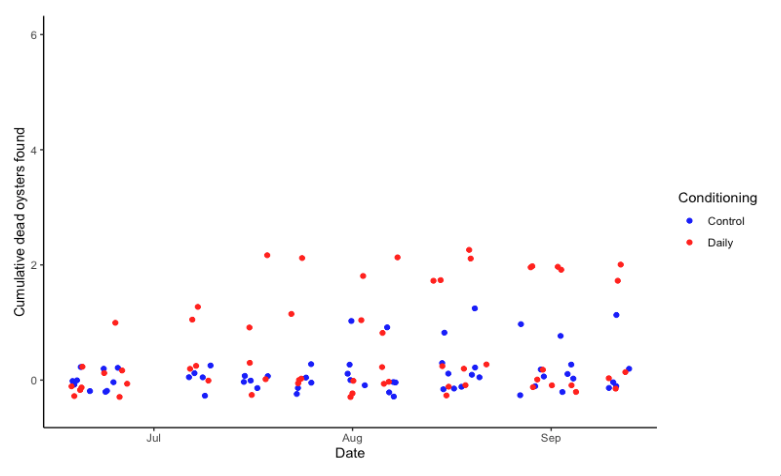 6
4
2
0
Cumulative dead oysters found
Jul
Aug
Sep
Date
Conditioning
Control
Daily